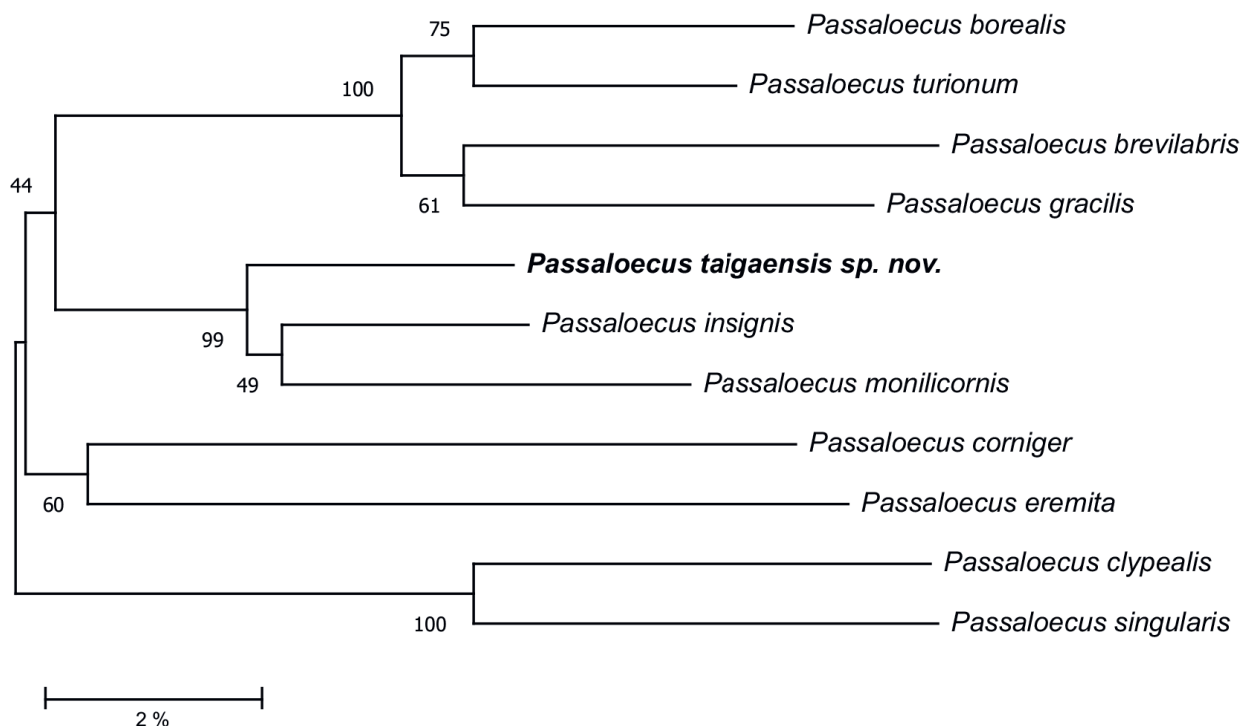 75
Passaloecus borealis
Passaloecus turionum
100
Passaloecus brevilabris
61
Passaloecus gracilis
44
Passaloecus taigaensis sp. nov.
99
Passaloecus insignis
49
Passaloecus monilicornis
Passaloecus corniger
60
Passaloecus eremita
Passaloecus clypealis
100
Passaloecus singularis
2 %